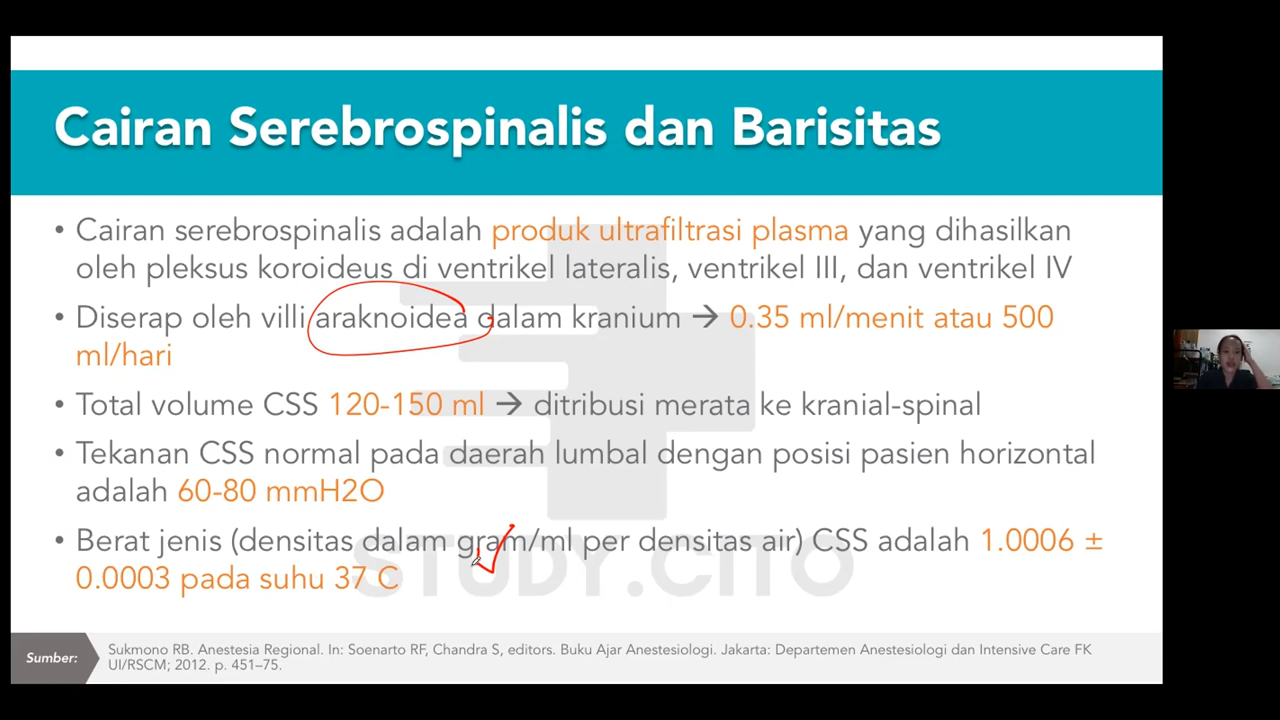 Cairan Serebrospinalis dan Barisitas
• Cairan serebrospinalis adalah produk ultrafiltrasi plasma yang dihasilkan
oleh pleksus koroideus di ventrikel lateralis, ventrikel III, dan ventrikel IV
• Diserap oleh villi araknoidea dalam kranium → 0.35 ml/menit atau 500
ml/hari
• Total volume CSS 120-150 ml → ditribusi merata ke kranial-spinal
• Tekanan CSS normal pada daerah lumbal dengan posisi pasien horizontal
adalah 60-80 mmH2O
• Berat jenis (densitas dalam gram/ml per densitas air) CSS adalah 1.0006 ±
0.0003 pada suhu 37 C
STUDY.CITO
Sumber:
Sukmono RB. Anestesia Regional. In: Soenarto RF, Chandra S, editors. Buku Ajar Anestesiologi. Jakarta: Departemen Anestesiologi dan Intensive Care FK
UI/RSCM; 2012. p. 451–75.